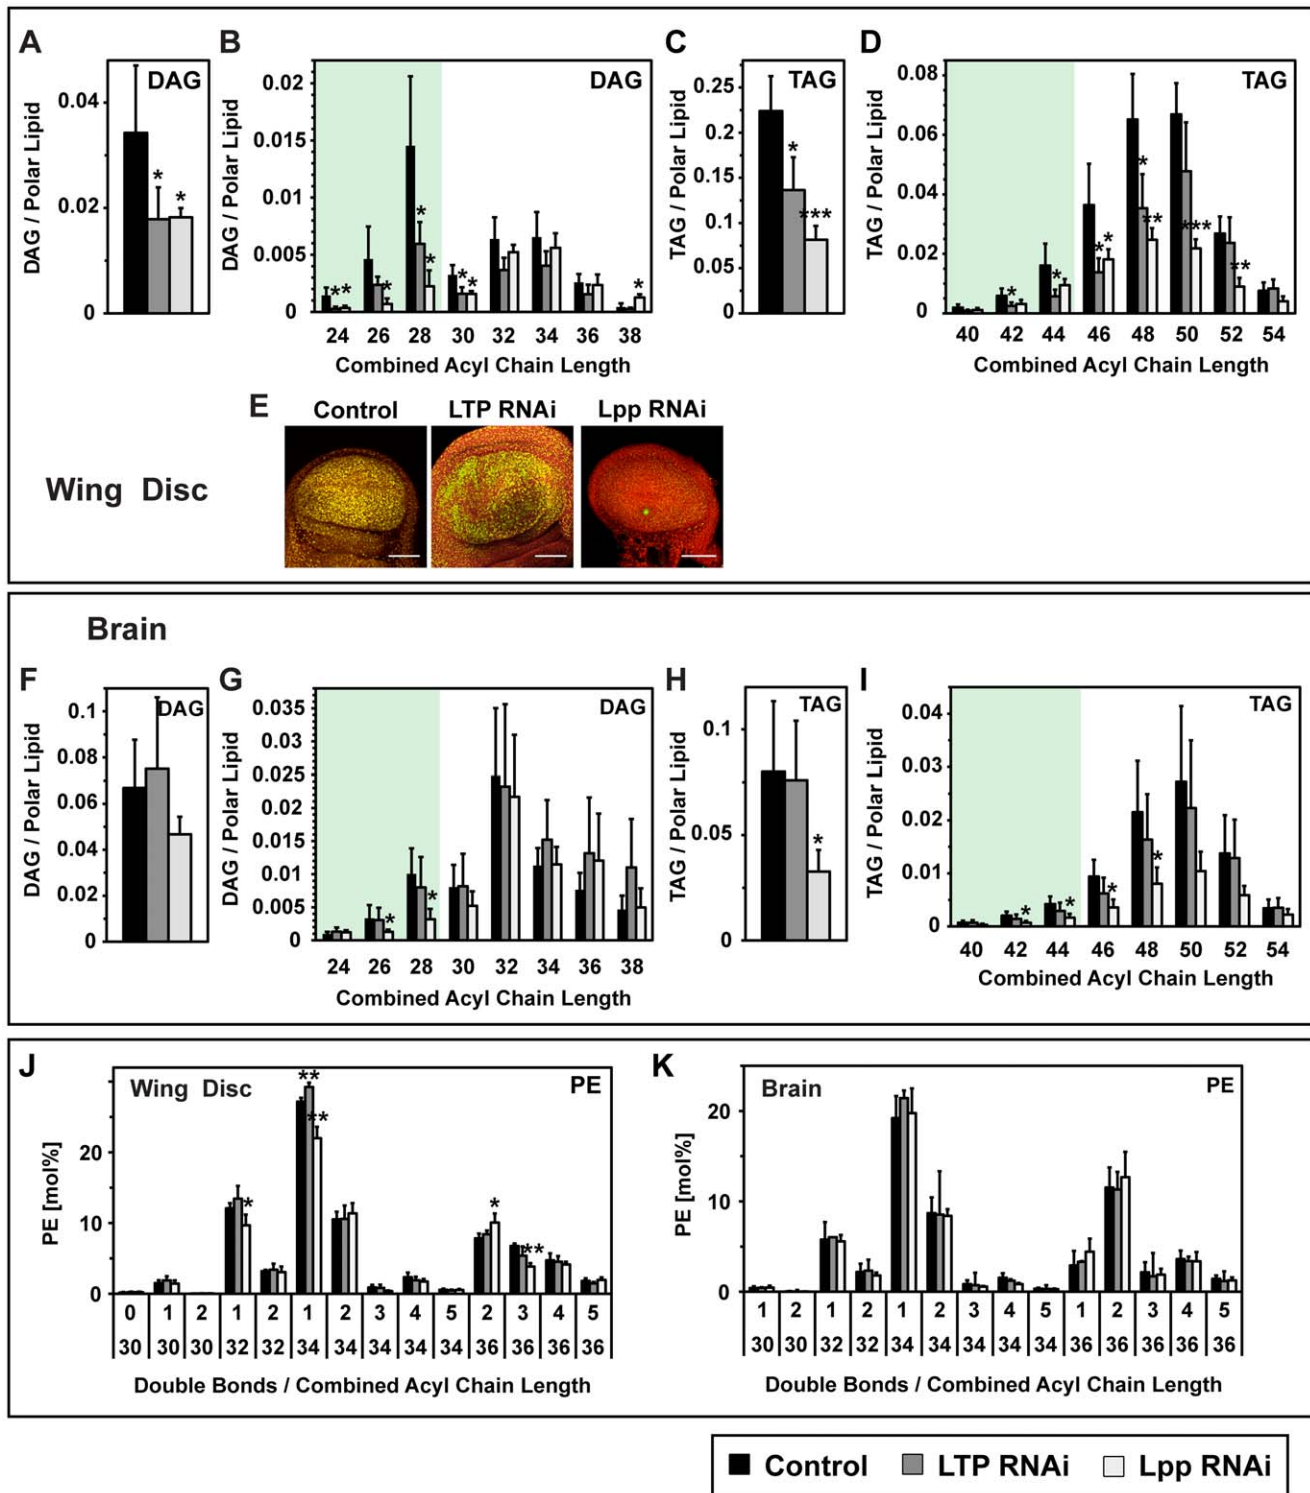 A
DAG
DAG / Polar Lipid
0.04
0.02
0
*
*
B
DAG
DAG / Polar Lipid
0.02
0.015
0.01
0.005
0
**
*
*
*
**
*
24 26 28 30 32 34 36 38
Combined Acyl Chain Length
C
TAG
TAG / Polar Lipid
0.25
0.2
0.15
0.1
0.05
0
*
***
D
TAG
TAG / Polar Lipid
0.08
0.06
0.04
0.02
0
*
*
* *
*
**
***
**
40 42 44 46 48 50 52 54
Combined Acyl Chain Length
E
Control LTP RNAi Lpp RNAi
Wing Disc
Brain
F
DAG
DAG / Polar Lipid
0.1
0.08
0.06
0.04
0.02
0
G
DAG
DAG / Polar Lipid
0.035
0.03
0.025
0.02
0.015
0.01
0.005
0
*
*
24 26 28 30 32 34 36 38
Combined Acyl Chain Length
H
TAG
TAG / Polar Lipid
0.1
0.05
0
*
I
TAG
TAG / Polar Lipid
0.04
0.03
0.02
0.01
0
*
*
*
*
40 42 44 46 48 50 52 54
Combined Acyl Chain Length
J
Wing Disc
PE
PE [mol%]
20
10
0
*
**
**
*
**
0 1 2 1 2 1 2 3 4 5 2 3 4 5
30 30 30 32 32 34 34 34 34 34 36 36 36 36
Double Bonds / Combined Acyl Chain Length
K
Brain
PE
PE [mol%]
20
10
0
1 2 1 2 1 2 3 4 5 1 2 3 4 5
30 30 32 32 34 34 34 34 34 36 36 36 36 36
Double Bonds / Combined Acyl Chain Length
Control LTP RNAi Lpp RNAi